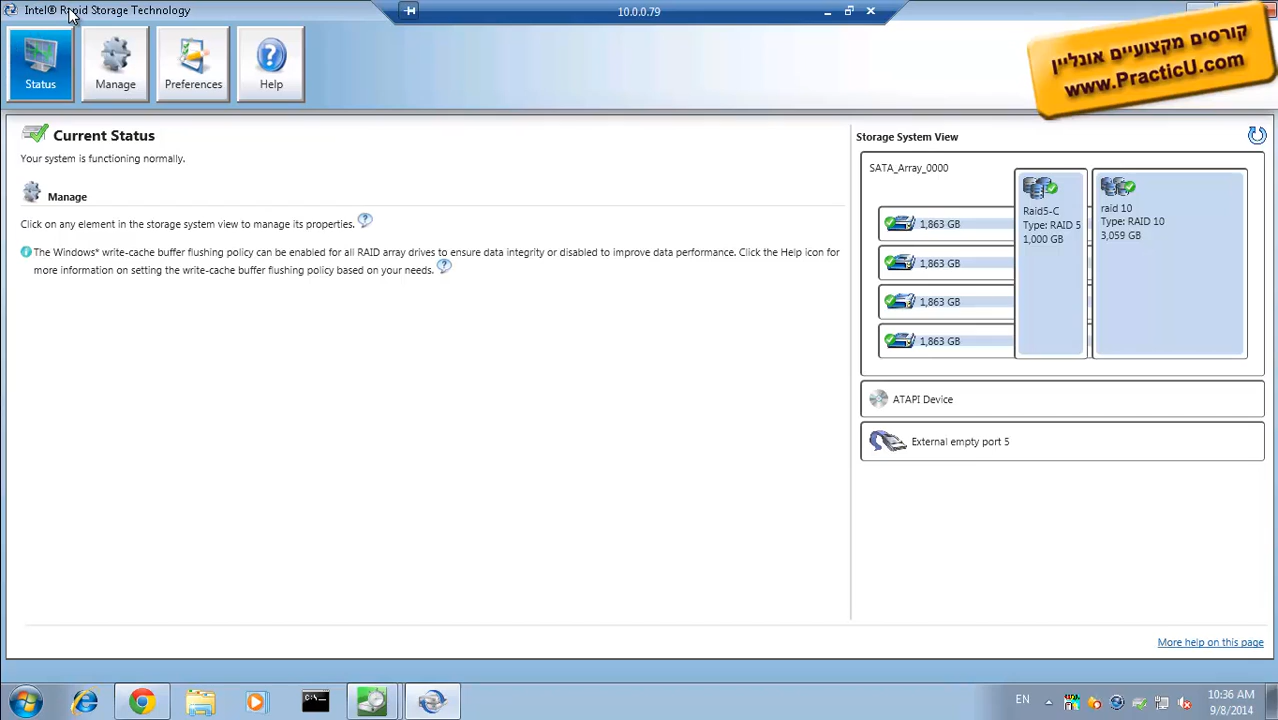 Intel® Rapid Storage Technology
10.0.0.79
Status
Manage
Preferences
Help
קורסים מקצועיים אונליין
www.PracticU.com
Current Status
Your system is functioning normally.
Manage
Click on any element in the storage system view to manage its properties.
The Windows* write-cache buffer flushing policy can be enabled for all RAID array drives to ensure data integrity or disabled to improve data performance. Click the Help icon for
more information on setting the write-cache buffer flushing policy based on your needs.
Storage System View
SATA_Array_0000
1,863 GB
1,863 GB
1,863 GB
1,863 GB
Raid5-C
Type: RAID 5
1,000 GB
raid 10
Type: RAID 10
3,059 GB
ATAPI Device
External empty port 5
More help on this page
EN
10:36 AM
9/8/2014